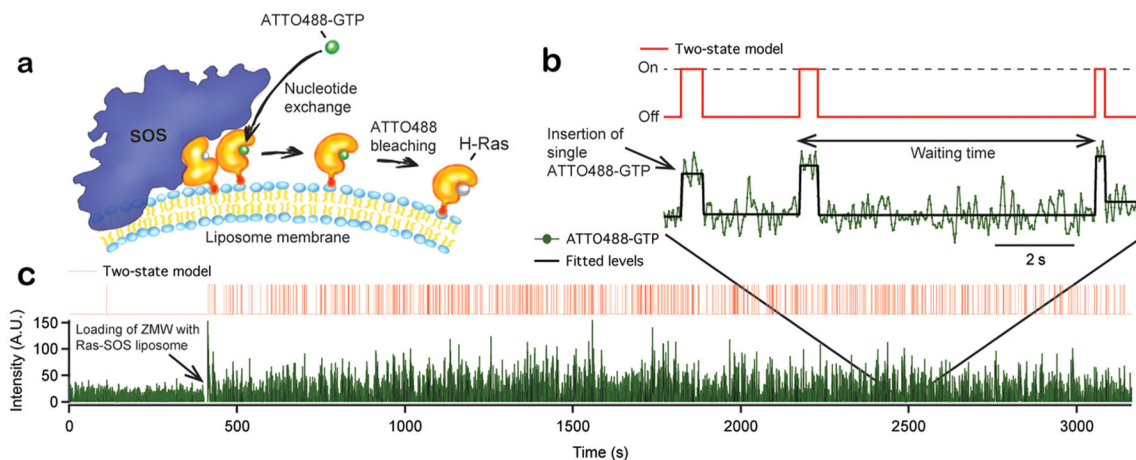 a
ATTO488-GTP
Nucleotide
exchange
SOS
ATTO488
bleaching
H-Ras
Liposome membrane
b
Two-state model
On
Off
Insertion of
single
ATTO488-GTP
Waiting time
ATTO488-GTP
Fitted levels
2 s
c
Two-state model
Loading of ZMW with
Ras-SOS liposome
Intensity (A.U.)
150
100
50
0
0
500
1000
1500
2000
2500
3000
Time (s)